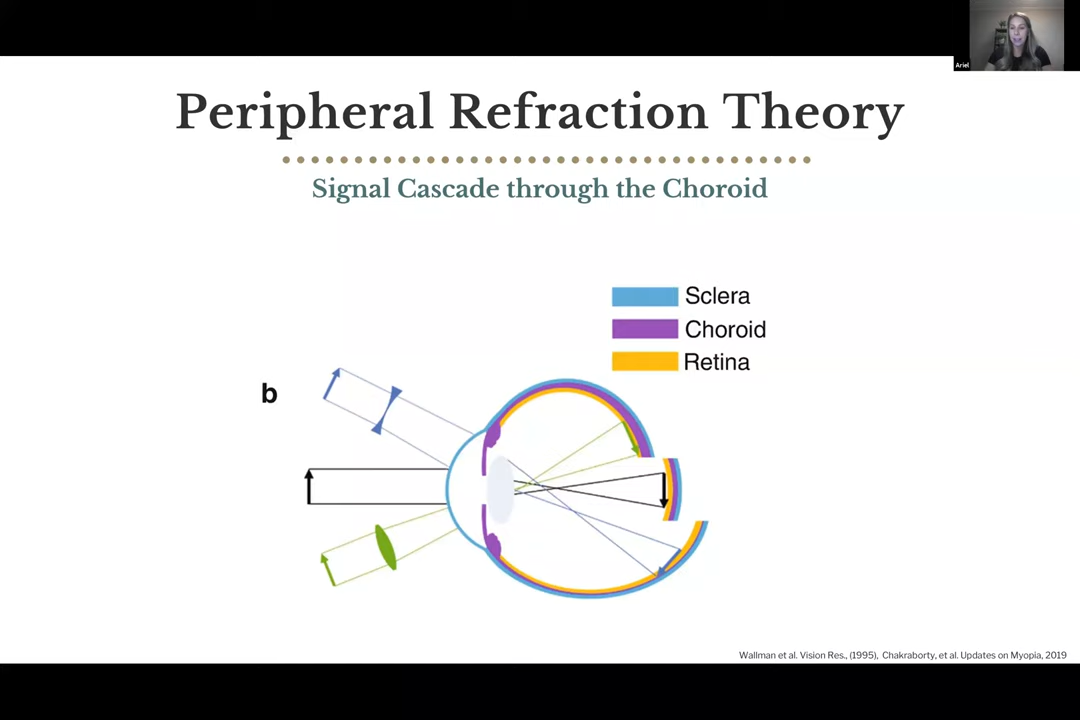 Ariel
Peripheral Refraction Theory
Signal Cascade through the Choroid
Sclera
Choroid
Retina
b
Wallman et al. Vision Res., (1995), Chakraborty, et al. Updates on Myopia, 2019